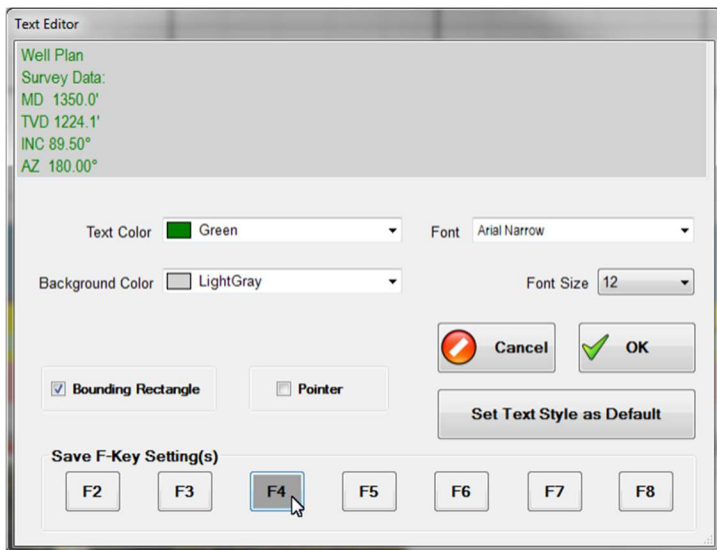 Text Editor
Well Plan
Survey Data:
MD 1350.0'
TVD 1224.1'
INC 89.50°
AZ 180.00°
Text Color Green Font Arial Narrow
Background Color LightGray Font Size 12
Cancel OK
Bounding Rectangle Pointer
Set Text Style as Default
Save F-Key Setting(s)
F2 F3 F4 F5 F6 F7 F8